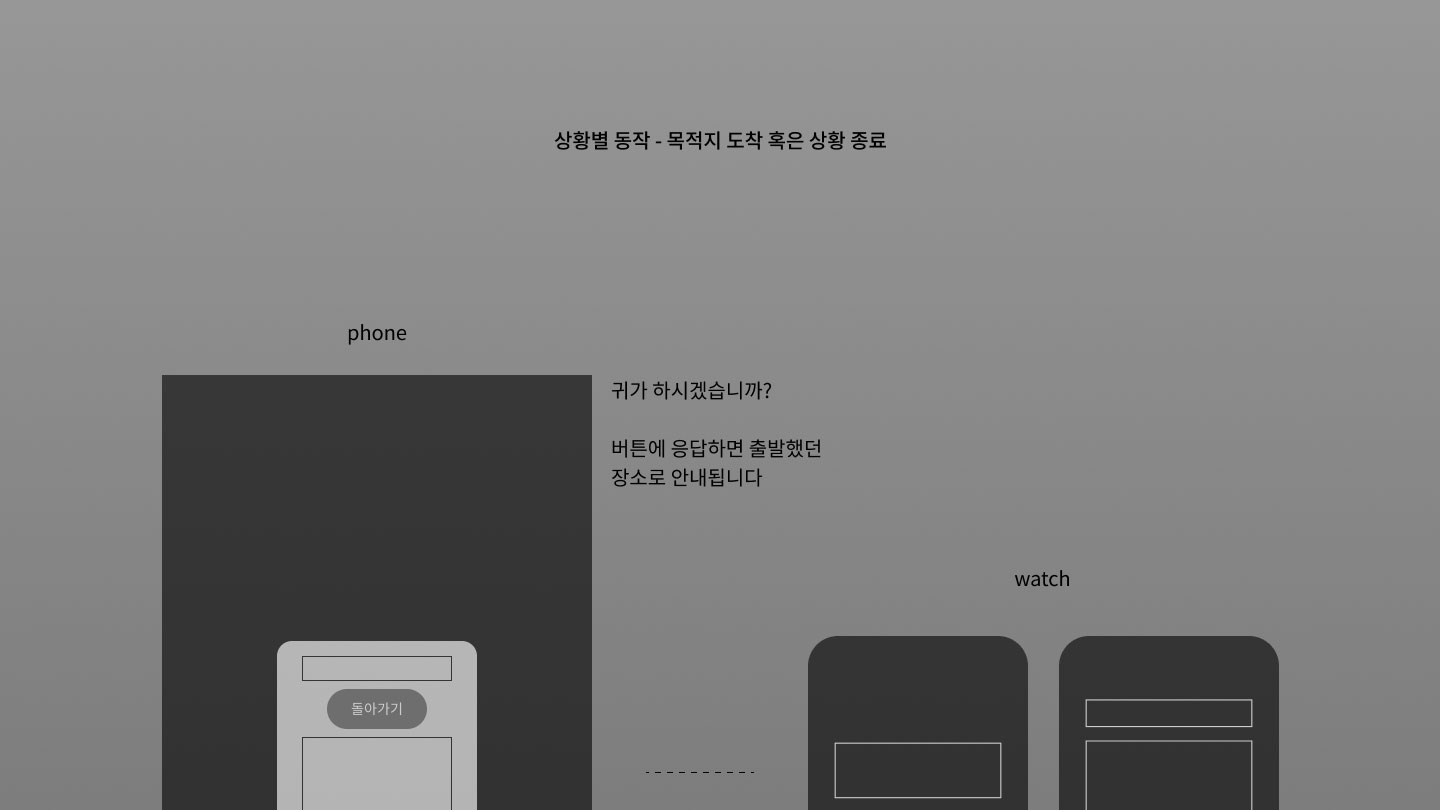 상황별 동작 - 목적지 도착 혹은 상황 종료
phone
귀가 하시겠습니까?
버튼에 응답하면 출발했던
장소로 안내됩니다
watch
돌아가기